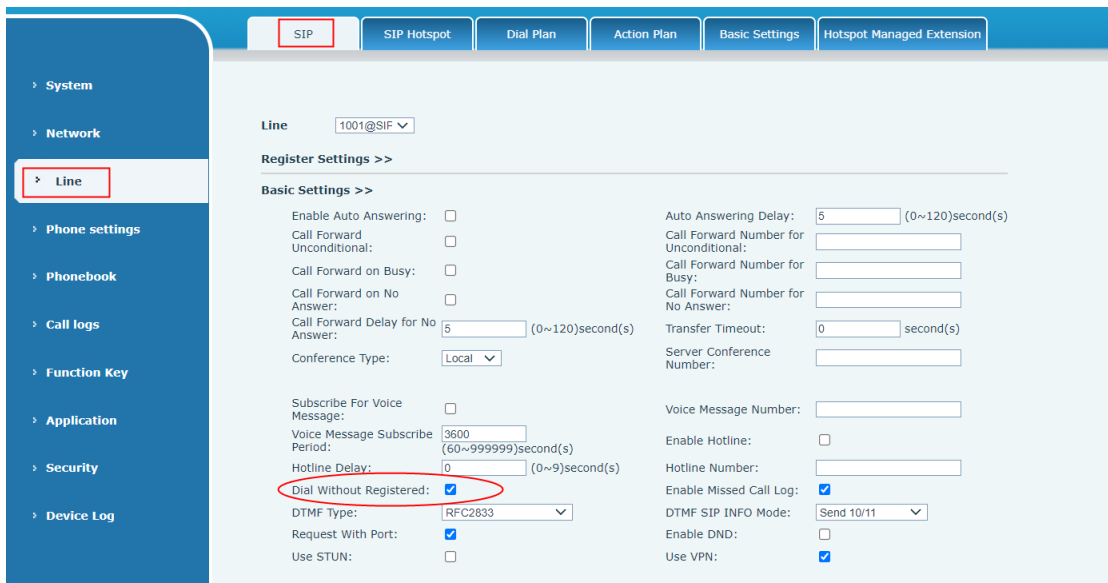 SIP
SIP Hotspot
Dial Plan
Action Plan
Basic Settings
Hotspot Managed Extension
System
Network
Line
Phone settings
Phonebook
Call logs
Function Key
Application
Security
Device Log
Line 1001@SIF
Register Settings >>
Basic Settings >>
Enable Auto Answering:
Auto Answering Delay: 5 (0~120)second(s)
Call Forward
Unconditional:
Call Forward Number for
Unconditional:
Call Forward on Busy:
Call Forward Number for
Busy:
Call Forward on No
Answer:
Call Forward Number for
No Answer:
Call Forward Delay for No
Answer:
5 (0~120)second(s)
Transfer Timeout: 0 second(s)
Conference Type: Local
Server Conference
Number:
Subscribe For Voice
Message:
Voice Message Number:
Voice Message Subscribe
Period:
3600
(60~999999)second(s)
Enable Hotline:
Hotline Delay: 0 (0~9)second(s)
Hotline Number:
Dial Without Registered:
Enable Missed Call Log:
DTMF Type: RFC2833
DTMF SIP INFO Mode: Send 10/11
Request With Port:
Enable DND:
Use STUN:
Use VPN: